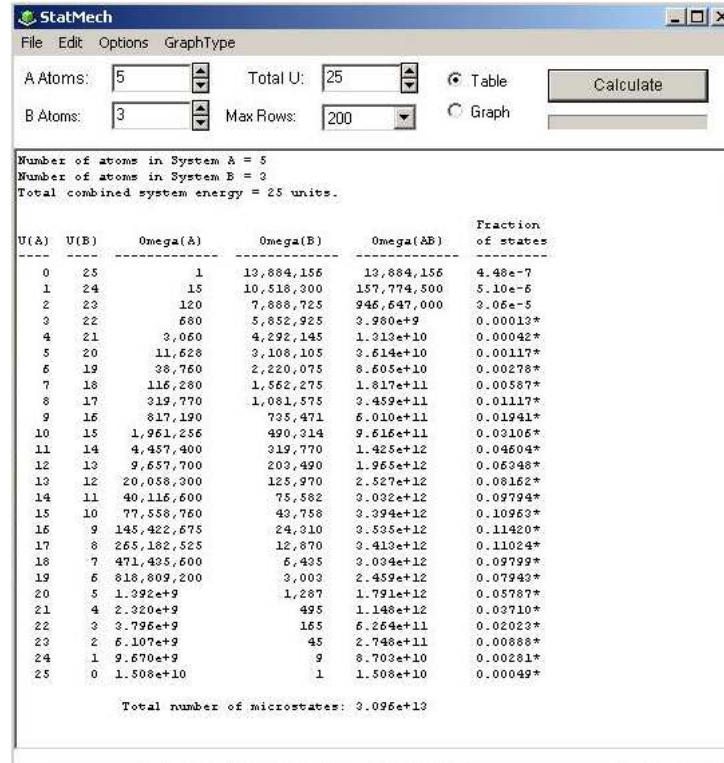 StatMech
File Edit Options GraphType
A Atoms: 5 Total U: 25 Table Calculate
B Atoms: 3 Max Rows: 200 Graph
Number of atoms in System A = 5
Number of atoms in System B = 3
Total combined system energy = 25 units.
Fraction
U(A) U(B) Omega(A) Omega(B) Omega(AB) of states
---- ---- ------------- ------------- ------------- ----------
0 25 1 13,884,156 13,884,156 4.48e-7
1 24 15 10,518,300 157,774,500 5.10e-6
2 23 120 7,888,725 946,647,000 3.06e-5
3 22 680 5,852,925 3.980e+9 0.00013*
4 21 3,060 4,292,145 1.313e+10 0.00042*
5 20 11,628 3,108,105 3.614e+10 0.00117*
6 19 38,760 2,220,075 8.605e+10 0.00278*
7 18 116,280 1,562,275 1.817e+11 0.00587*
8 17 319,770 1,081,575 3.459e+11 0.01117*
9 16 817,190 735,471 6.010e+11 0.01941*
10 15 1,961,256 490,314 9.616e+11 0.03106*
11 14 4,457,400 319,770 1.425e+12 0.04604*
12 13 9,657,700 203,490 1.965e+12 0.06348*
13 12 20,058,300 125,970 2.527e+12 0.08162*
14 11 40,116,600 75,582 3.032e+12 0.09794*
15 10 77,558,760 43,758 3.394e+12 0.10963*
16 9 145,422,675 24,310 3.535e+12 0.11420*
17 8 265,182,525 12,870 3.413e+12 0.11024*
18 7 471,435,600 6,435 3.034e+12 0.09799*
19 6 818,809,200 3,003 2.459e+12 0.07943*
20 5 1.392e+9 1,287 1.791e+12 0.05787*
21 4 2.320e+9 495 1.148e+12 0.03710*
22 3 3.796e+9 165 6.264e+11 0.02023*
23 2 6.107e+9 45 2.748e+11 0.00888*
24 1 9.670e+9 9 8.703e+10 0.00281*
25 0 1.508e+10 1 1.508e+10 0.00049*
Total number of microstates: 3.096e+13